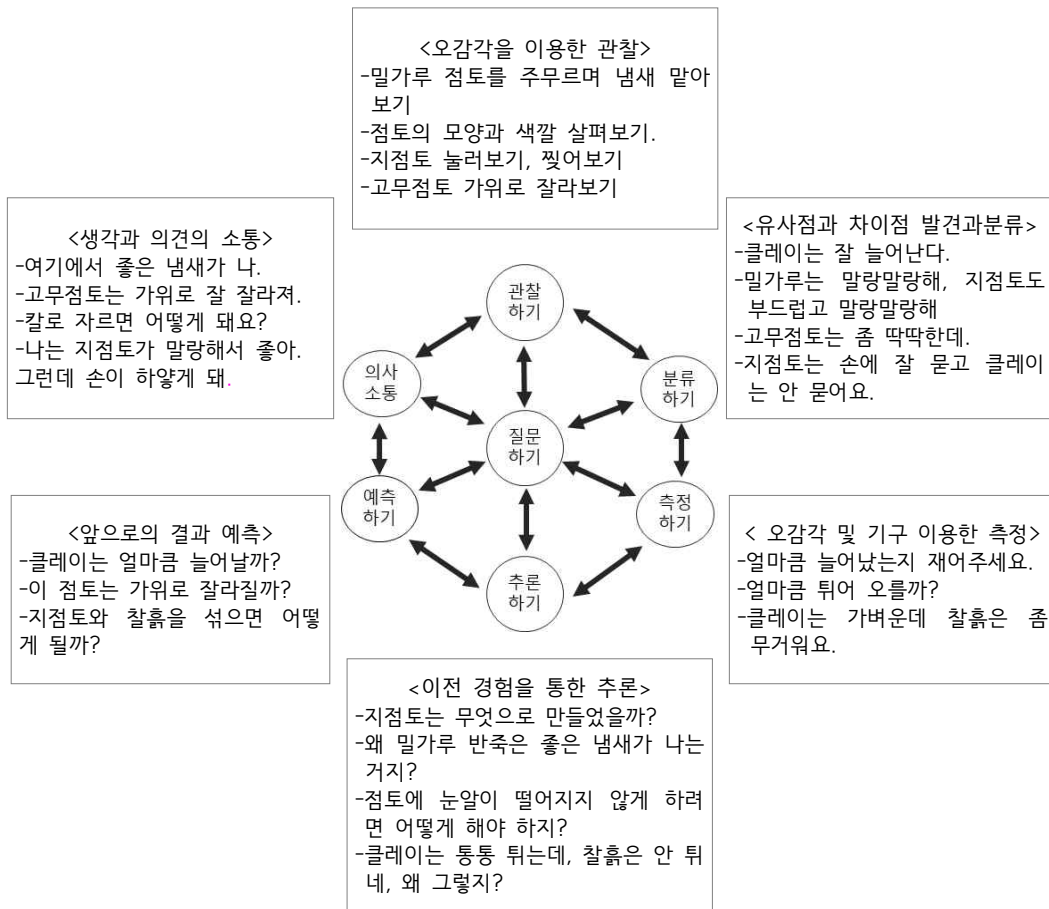 <오감각을 이용한 관찰>
-밀가루 점토를 주무르며 냄새 맡아
보기
-점토의 모양과 색깔 살펴보기.
-지점토 눌러보기, 찢어보기
-고무점토 가위로 잘라보기
<생각과 의견의 소통>
-여기에서 좋은 냄새가 나.
-고무점토는 가위로 잘 잘라져.
-칼로 자르면 어떻게 돼요?
-나는 지점토가 말랑해서 좋아.
그런데 손이 하얗게 돼.
<유사점과 차이점 발견과분류>
-클레이는 잘 늘어난다.
-밀가루는 말랑말랑해, 지점토도
부드럽고 말랑말랑해
-고무점토는 좀 딱딱한데.
-지점토는 손에 잘 묻고 클레이
는 안 묻어요.
관찰
하기
의사
소통
분류
하기
질문
하기
예측
하기
측정
하기
추론
하기
<앞으로의 결과 예측>
-클레이는 얼마큼 늘어날까?
-이 점토는 가위로 잘라질까?
-지점토와 찰흙을 섞으면 어떻
게 될까?
< 오감각 및 기구 이용한 측정>
-얼마큼 늘어났는지 재어주세요.
-얼마큼 튀어 오를까?
-클레이는 가벼운데 찰흙은 좀
무거워요.
<이전 경험을 통한 추론>
-지점토는 무엇으로 만들었을까?
-왜 밀가루 반죽은 좋은 냄새가 나는
거지?
-점토에 눈알이 떨어지지 않게 하려
면 어떻게 해야 하지?
-클레이는 통통 튀는데, 찰흙은 안 튀
네, 왜 그렇지?